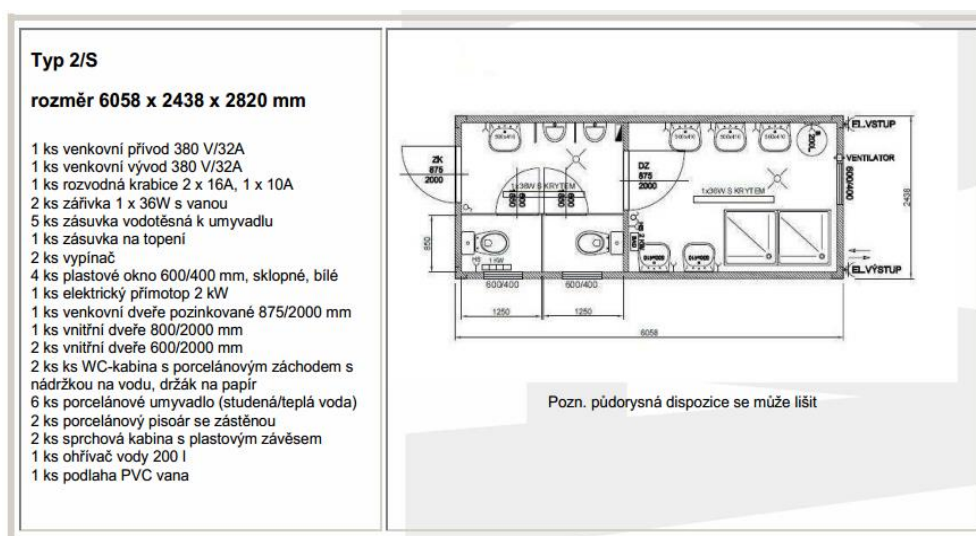 Typ 2/S
rozměr 6058 x 2438 x 2820 mm
1 ks venkovní přívod 380 V/32A
1 ks venkovní vývod 380 V/32A
1 ks rozvodná krabice 2 x 16A, 1 x 10A
2 ks zářivka 1 x 36W s vanou
5 ks zásuvka vodotěsná k umyvadlu
1 ks zásuvka na topení
2 ks vypínač
4 ks plastové okno 600/400 mm, sklopné, bílé
1 ks elektrický přímotop 2 kW
1 ks venkovní dveře pozinkované 875/2000 mm
1 ks vnitřní dveře 800/2000 mm
2 ks vnitřní dveře 600/2000 mm
2 ks ks WC-kabina s porcelánovým záchodem s
nádržkou na vodu, držák na papír
6 ks porcelánové umyvadlo (studená/teplá voda)
2 ks porcelánový pisoár se zástěnou
2 ks sprchová kabina s plastovým závěsem
1 ks ohřívač vody 200 l
1 ks podlaha PVC vana
EL.VSTUP
VENTILATOR
600/400
2438
ZK
875
2000
DZ
875
2000
1x36W S KRYTEM
1x36W S KRYTEM
200L
850
1 KW
600/400
600/400
EL.VÝSTUP
1250
1250
6058
Pozn. půdorysná dispozice se může lišit